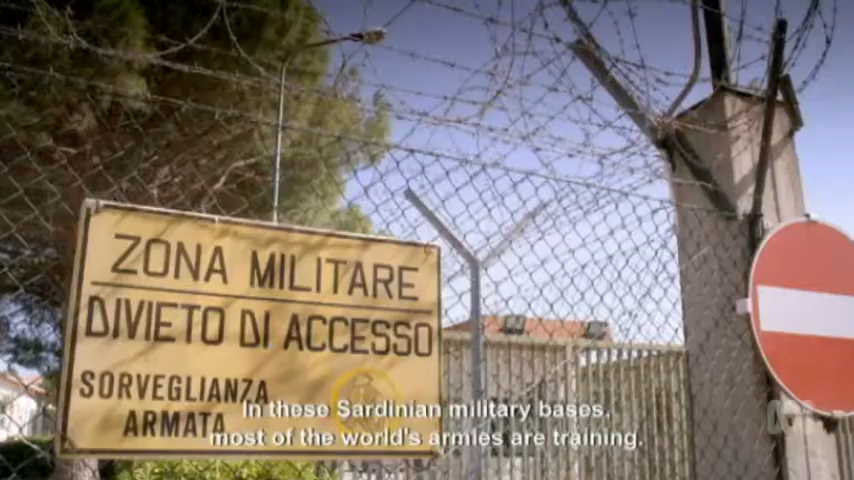 ZONA MILITARE
DIVIETO DI ACCESSO
SORVEGLIANZA
ARMATA
In these Sardinian military bases,
most of the world's armies are training.